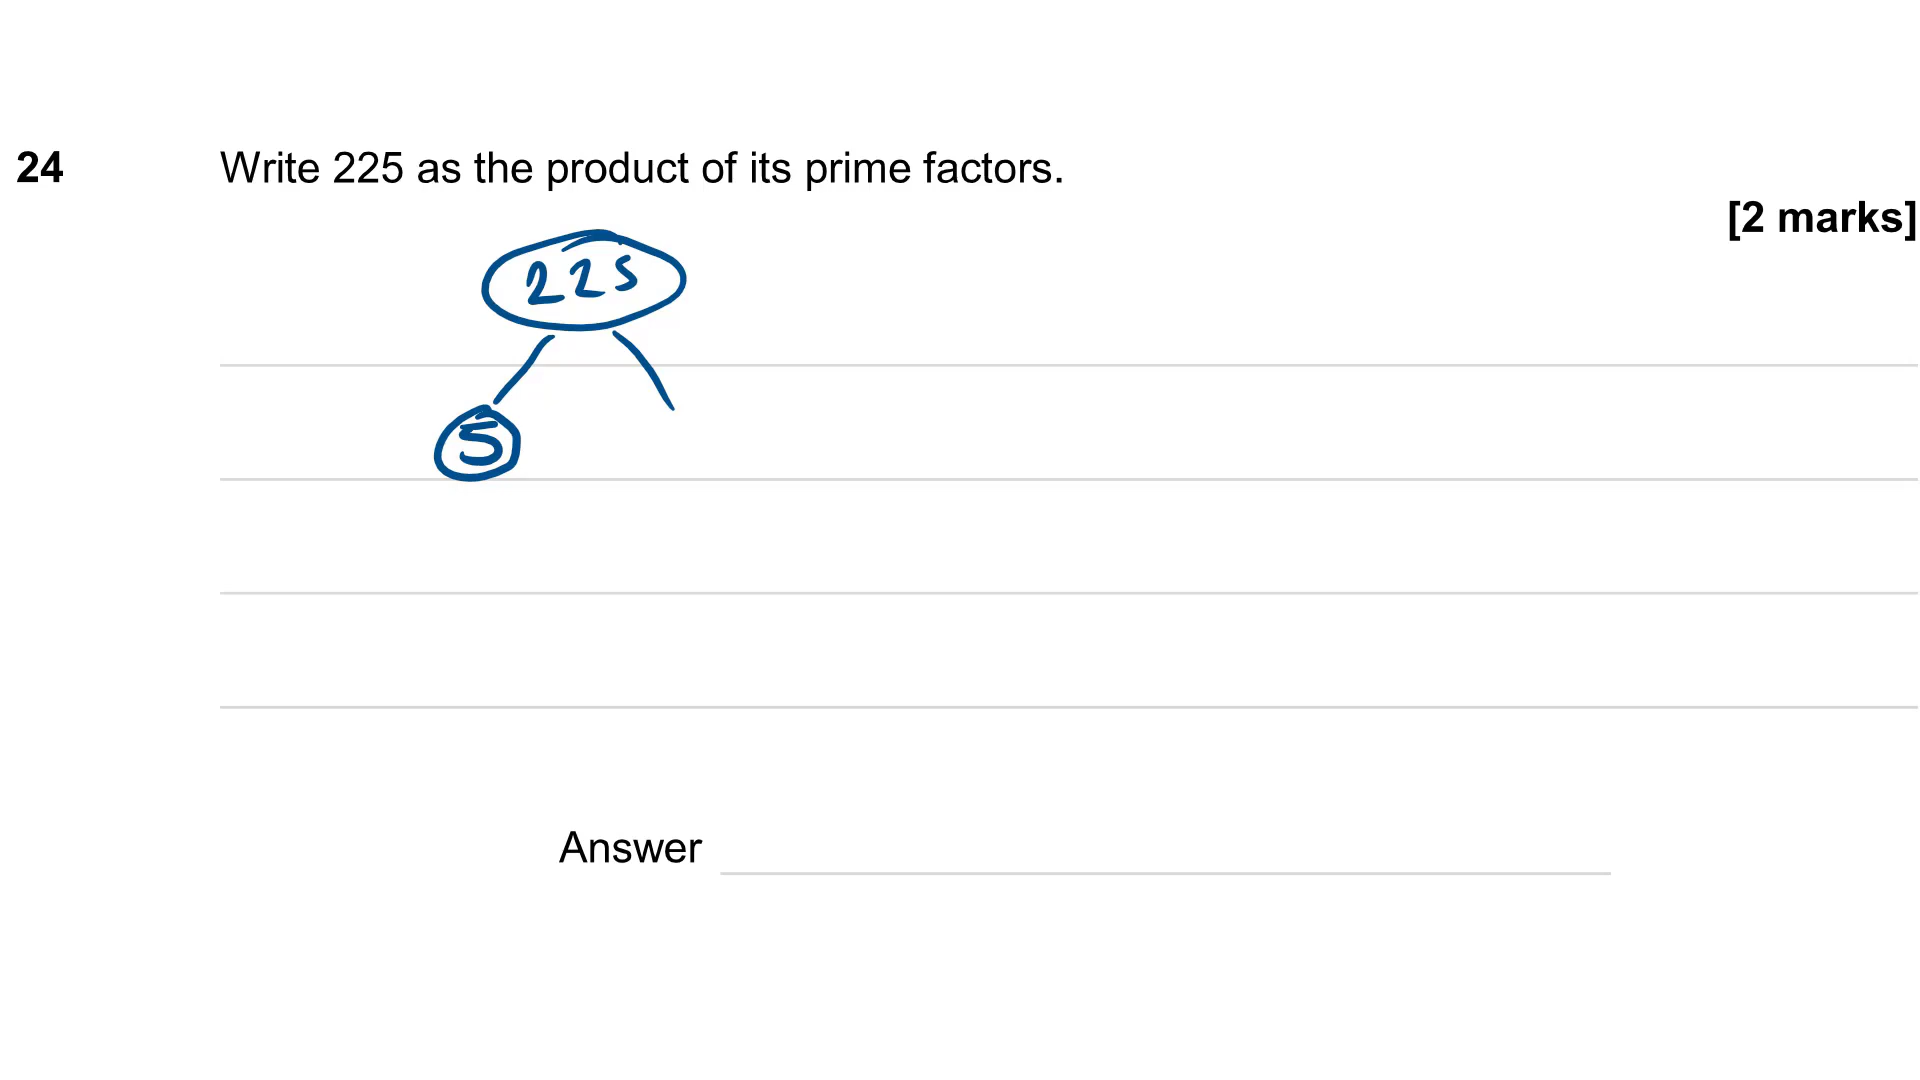 24 Write 225 as the product of its prime factors.
[2 marks]
225
5
Answer